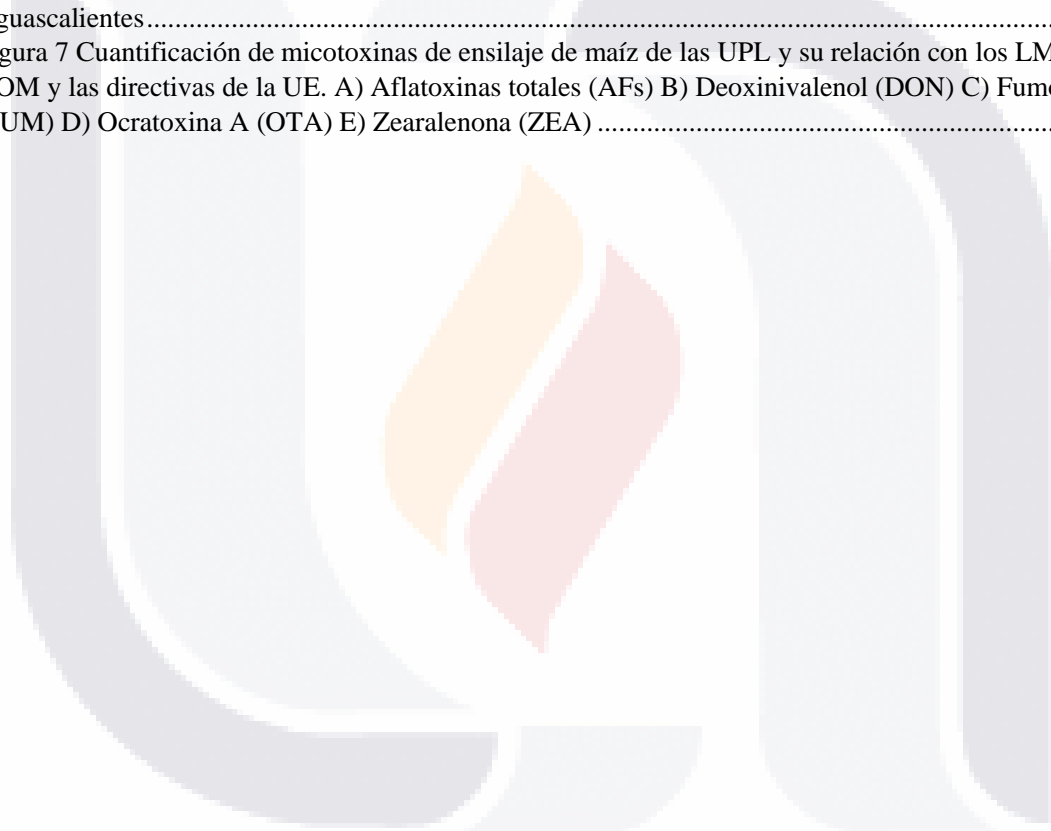 guascalientes....................................................................................................................
gura 7 Cuantificación de micotoxinas de ensilaje de maíz de las UPL y su relación con los LM
OM y las directivas de la UE. A) Aflatoxinas totales (AFs) B) Deoxinivalenol (DON) C) Fumo
UM) D) Ocratoxina A (OTA) E) Zearalenona (ZEA) ..........................................................